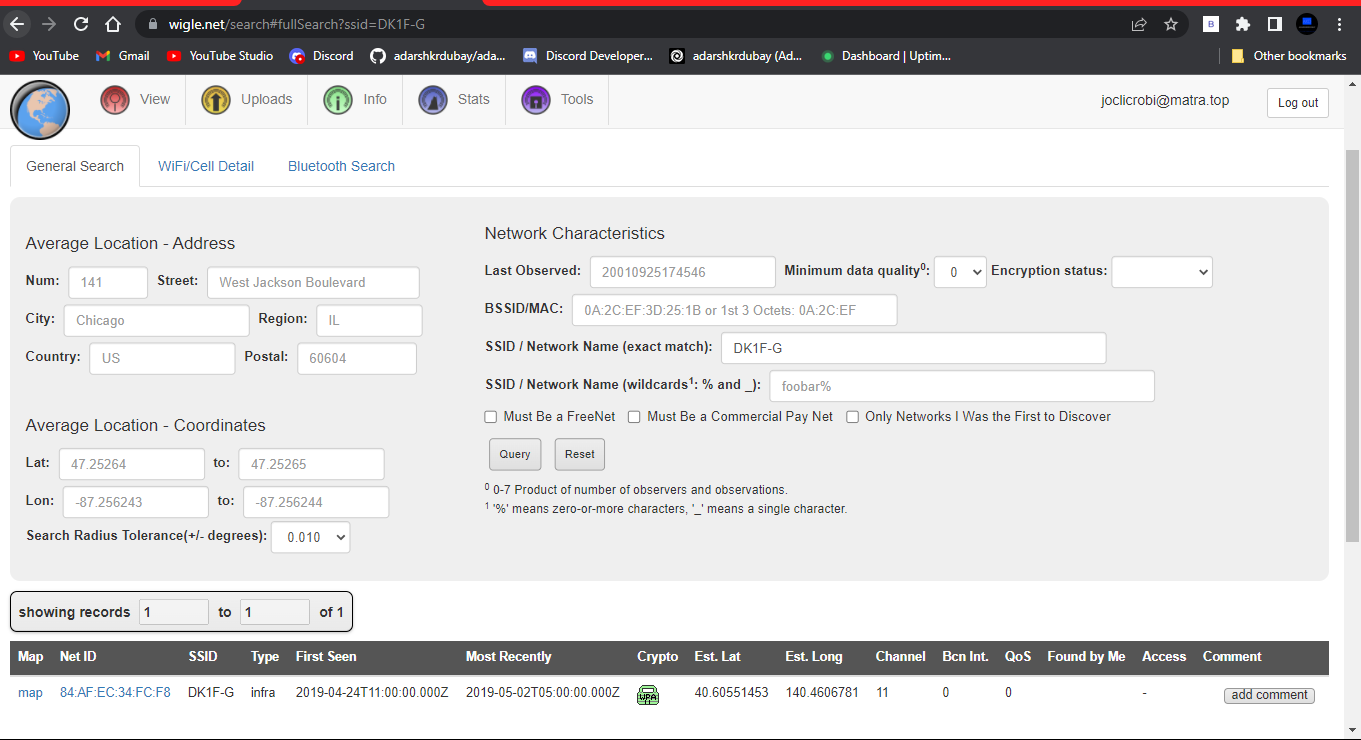 wigle.net/search#fullSearch?ssid=DK1F-G
YouTube Gmail YouTube Studio Discord adarshkrdubay/ada... Discord Developer... adarshkrdubay (Ad... Dashboard | Uptim... Other bookmarks
View Uploads Info Stats Tools joclicrobi@matra.top Log out
General Search WiFi/Cell Detail Bluetooth Search
Average Location - Address
Num: 141 Street: West Jackson Boulevard
City: Chicago Region: IL
Country: US Postal: 60604
Average Location - Coordinates
Lat: 47.25264 to: 47.25265
Lon: -87.256243 to: -87.256244
Search Radius Tolerance(+/- degrees): 0.010
Network Characteristics
Last Observed: 20010925174546 Minimum data quality0: 0 Encryption status:
BSSID/MAC: 0A:2C:EF:3D:25:1B or 1st 3 Octets: 0A:2C:EF
SSID / Network Name (exact match): DK1F-G
SSID / Network Name (wildcards1: % and _): foobar%
Must Be a FreeNet Must Be a Commercial Pay Net Only Networks I Was the First to Discover
Query Reset
0 0-7 Product of number of observers and observations.
1 '%' means zero-or-more characters, '_' means a single character.
showing records 1 to 1 of 1
Map Net ID SSID Type First Seen Most Recently Crypto Est. Lat Est. Long Channel Bcn Int. QoS Found by Me Access Comment
map 84:AF:EC:34:FC:F8 DK1F-G infra 2019-04-24T11:00:00.000Z 2019-05-02T05:00:00.000Z WPA 40.60551453 140.4606781 11 0 0 - add comment